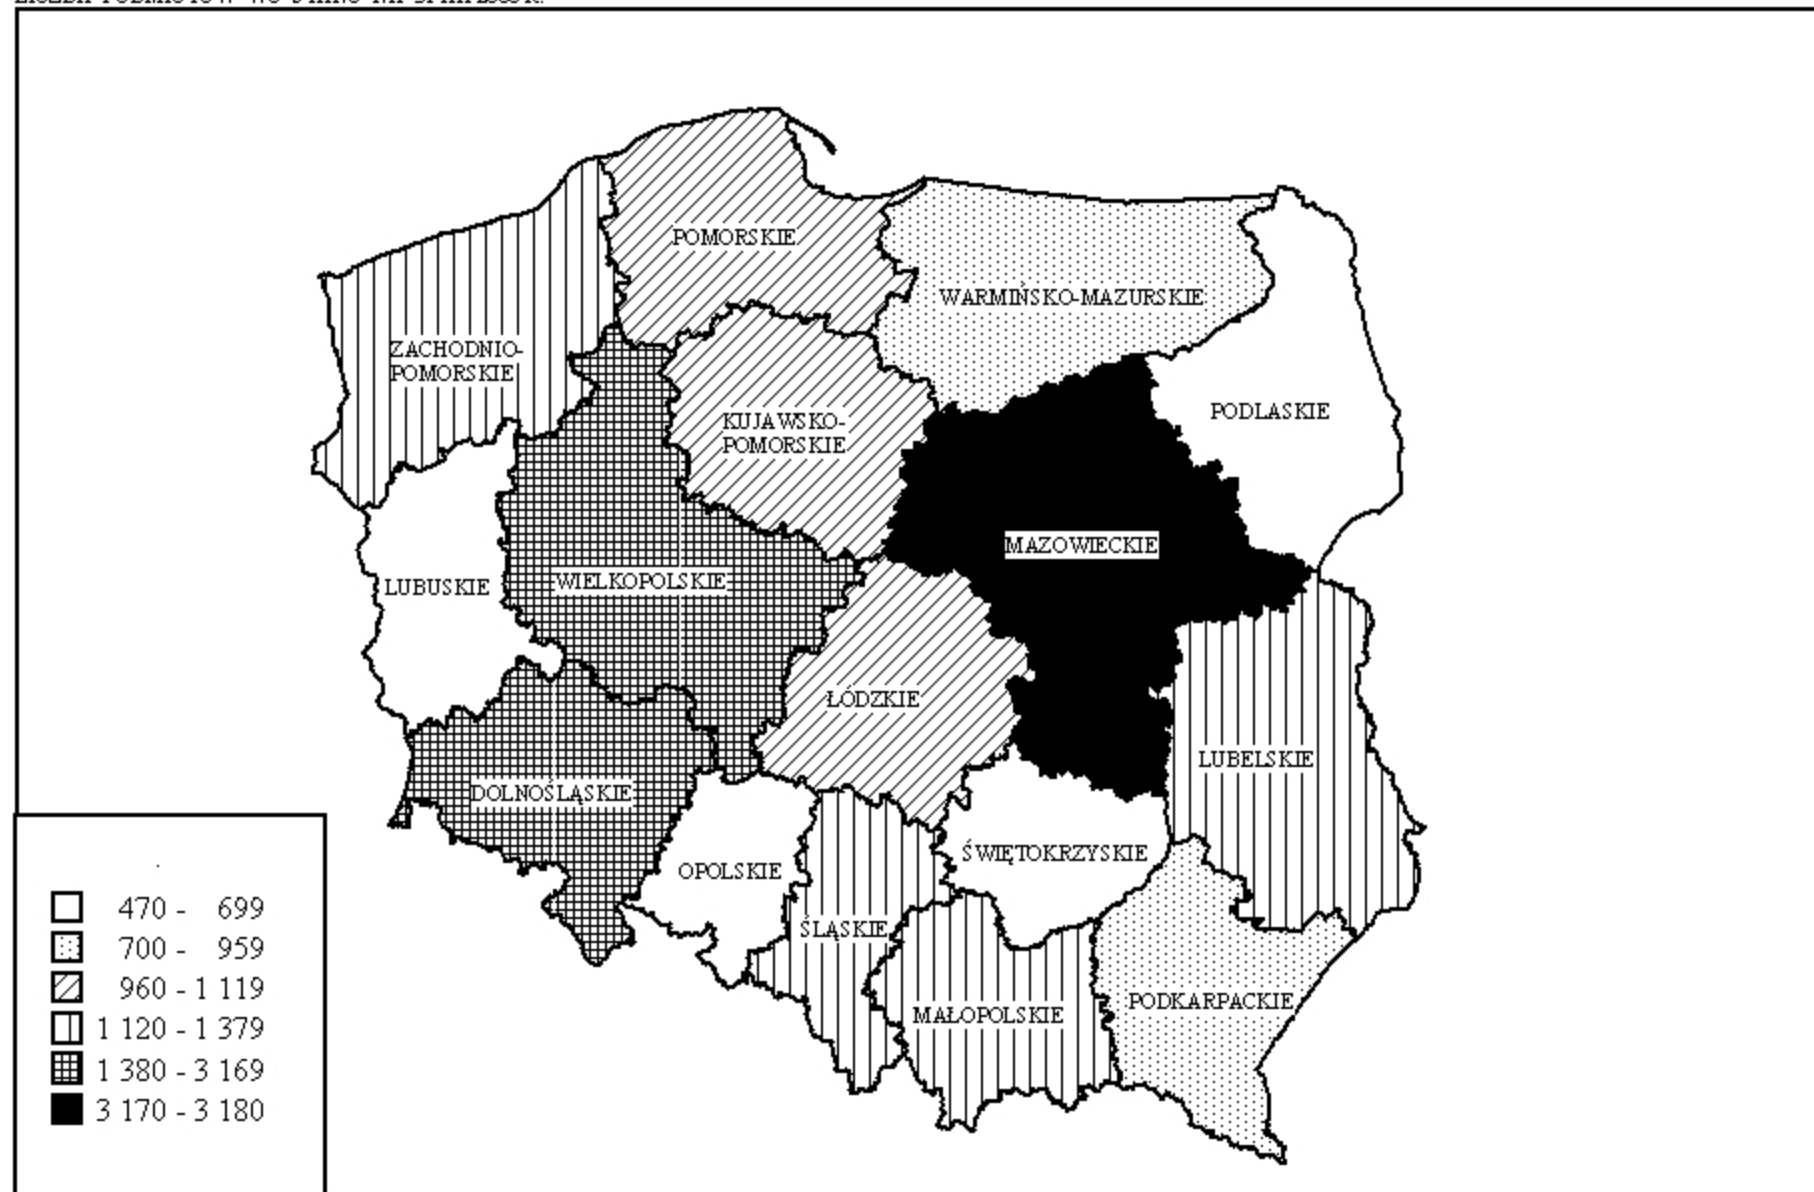 POMORSKIE
WARMIŃSKO-MAZURSKIE
ZACHODNIO-
POMORSKIE
PODLASKIE
KUJAWSKO-
POMORSKIE
MAZOWIECKIE
WIELKOPOLSKIE
LUBUSKIE
ŁÓDZKIE
LUBELSKIE
DOLNOŚLĄSKIE
ŚWIĘTOKRZYSKIE
OPOLSKIE
ŚLĄSKIE
PODKARPACKIE
MAŁOPOLSKIE
470 - 699
700 - 959
960 - 1 119
1 120 - 1 379
1 380 - 3 169
3 170 - 3 180